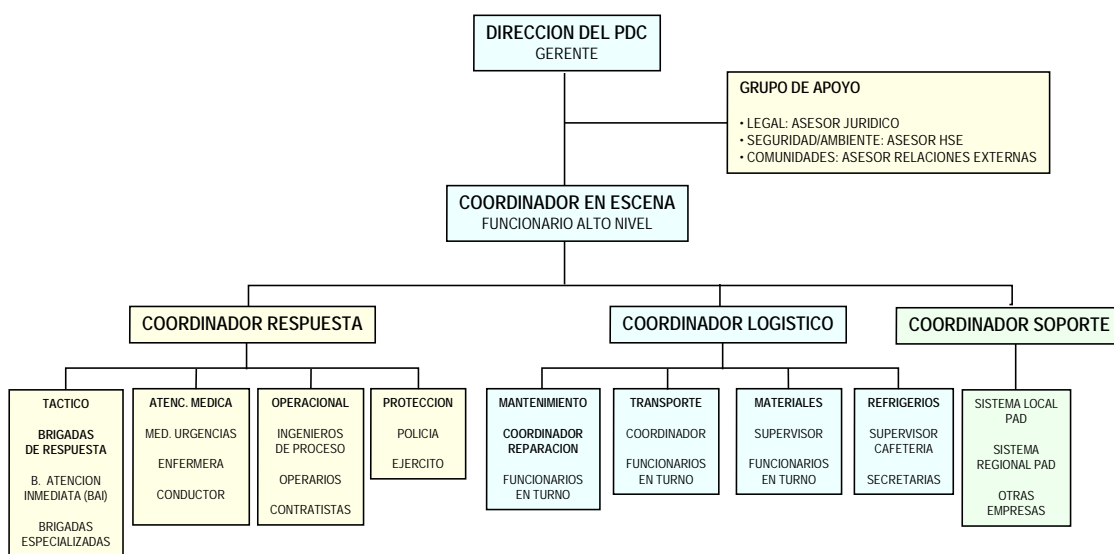 DIRECCION DEL PDC
GERENTE
GRUPO DE APOYO
• LEGAL: ASESOR JURIDICO
• SEGURIDAD/AMBIENTE: ASESOR HSE
• COMUNIDADES: ASESOR RELACIONES EXTERNAS
COORDINADOR EN ESCENA
FUNCIONARIO ALTO NIVEL
COORDINADOR RESPUESTA
COORDINADOR LOGISTICO
COORDINADOR SOPORTE
TACTICO
BRIGADAS
DE RESPUESTA
B. ATENCION
INMEDIATA (BAI)
BRIGADAS
ESPECIALIZADAS
ATENC. MEDICA
MED. URGENCIAS
ENFERMERA
CONDUCTOR
OPERACIONAL
INGENIEROS
DE PROCESO
OPERARIOS
CONTRATISTAS
PROTECCION
POLICIA
EJERCITO
MANTENIMIENTO
COORDINADOR
REPARACION
FUNCIONARIOS
EN TURNO
TRANSPORTE
COORDINADOR
FUNCIONARIOS
EN TURNO
MATERIALES
SUPERVISOR
FUNCIONARIOS
EN TURNO
REFRIGERIOS
SUPERVISOR
CAFETERIA
SECRETARIAS
SISTEMA LOCAL
PAD
SISTEMA
REGIONAL PAD
OTRAS
EMPRESAS